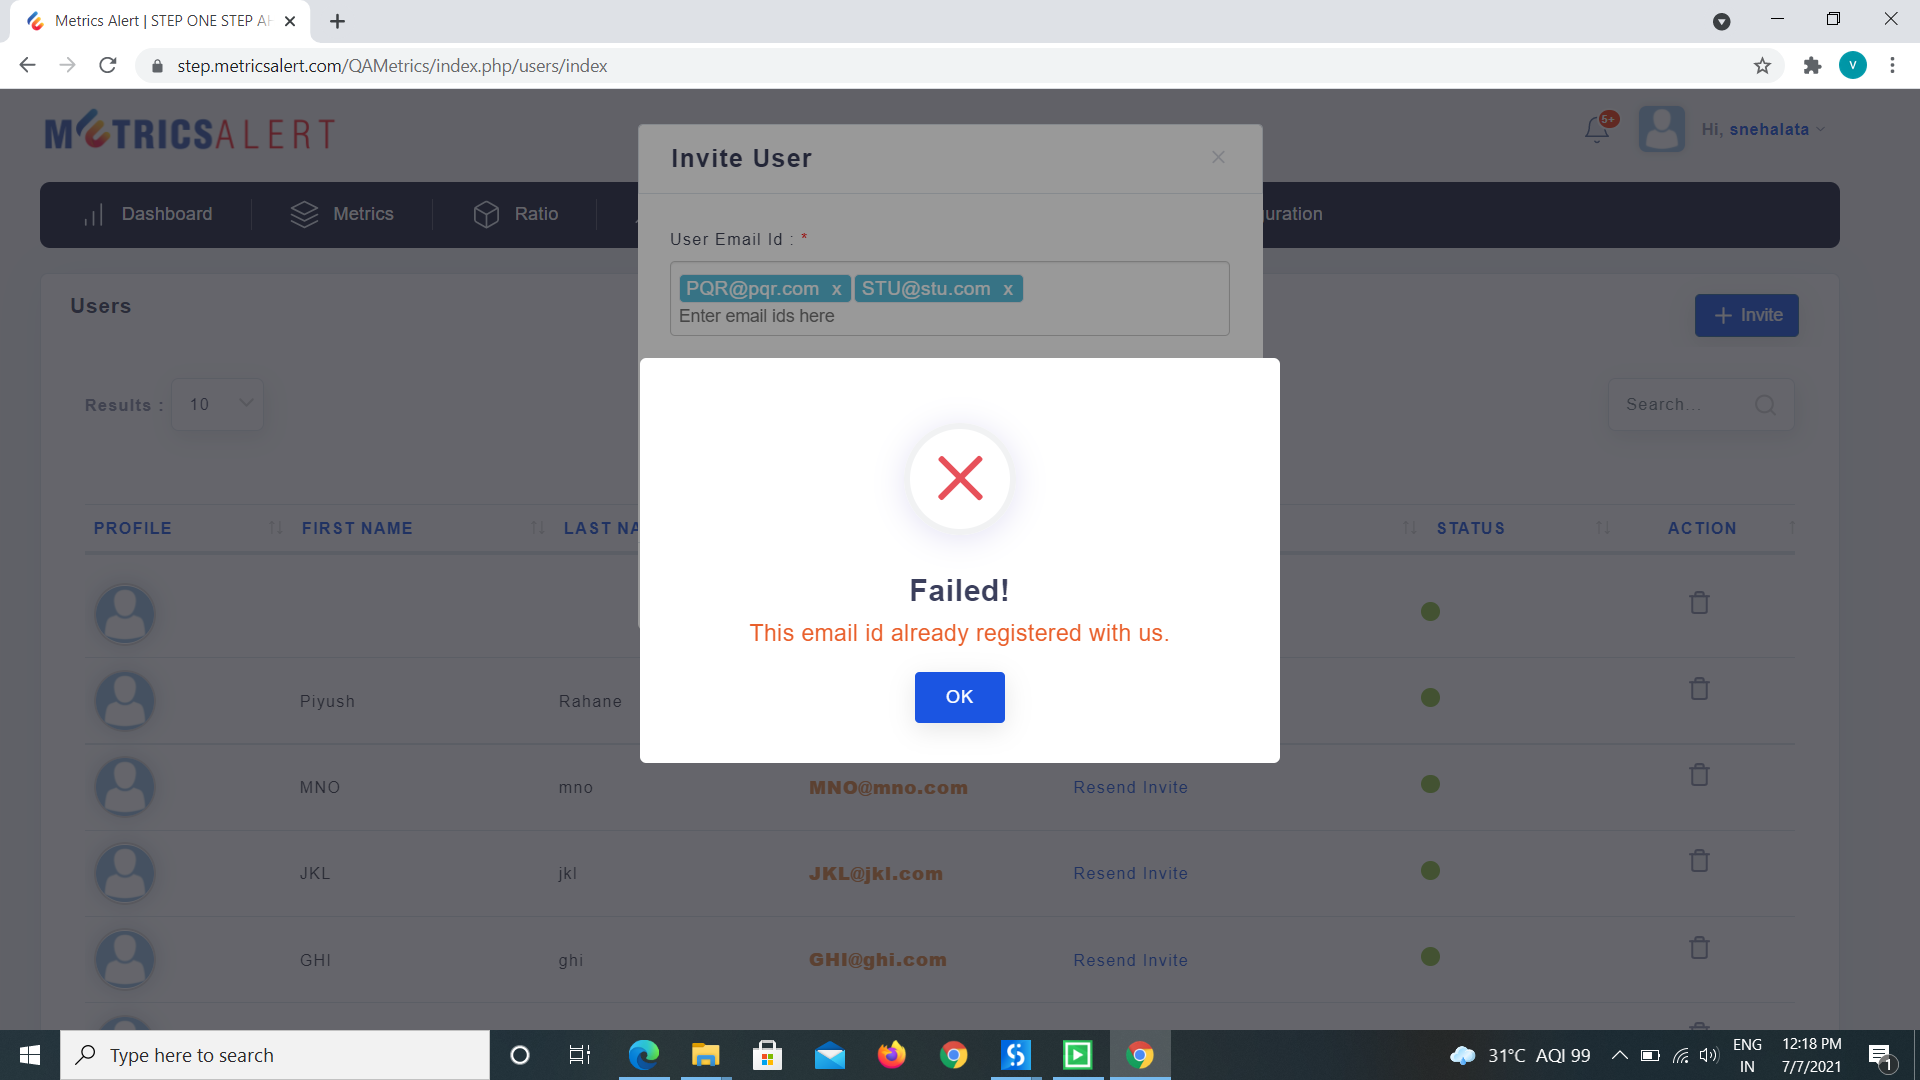 Metrics Alert | STEP ONE STEP AH
step.metricsalert.com/QAMetrics/index.php/users/index
V
METRICSALERT
5+
Hi, snehalata
Dashboard
Metrics
Ratio
guration
Invite User
User Email Id : *
PQR@pqr.com x STU@stu.com x
Enter email ids here
Users
+ Invite
Results : 10
Search...
PROFILE FIRST NAME LAST NA STATUS ACTION
Failed!
This email id already registered with us.
OK
Piyush Rahane
MNO mno MNO@mno.com Resend Invite
JKL jkl JKL@jkl.com Resend Invite
GHI ghi GHI@ghi.com Resend Invite
Type here to search
31°C AQI 99
ENG
IN
12:18 PM
7/7/2021
1